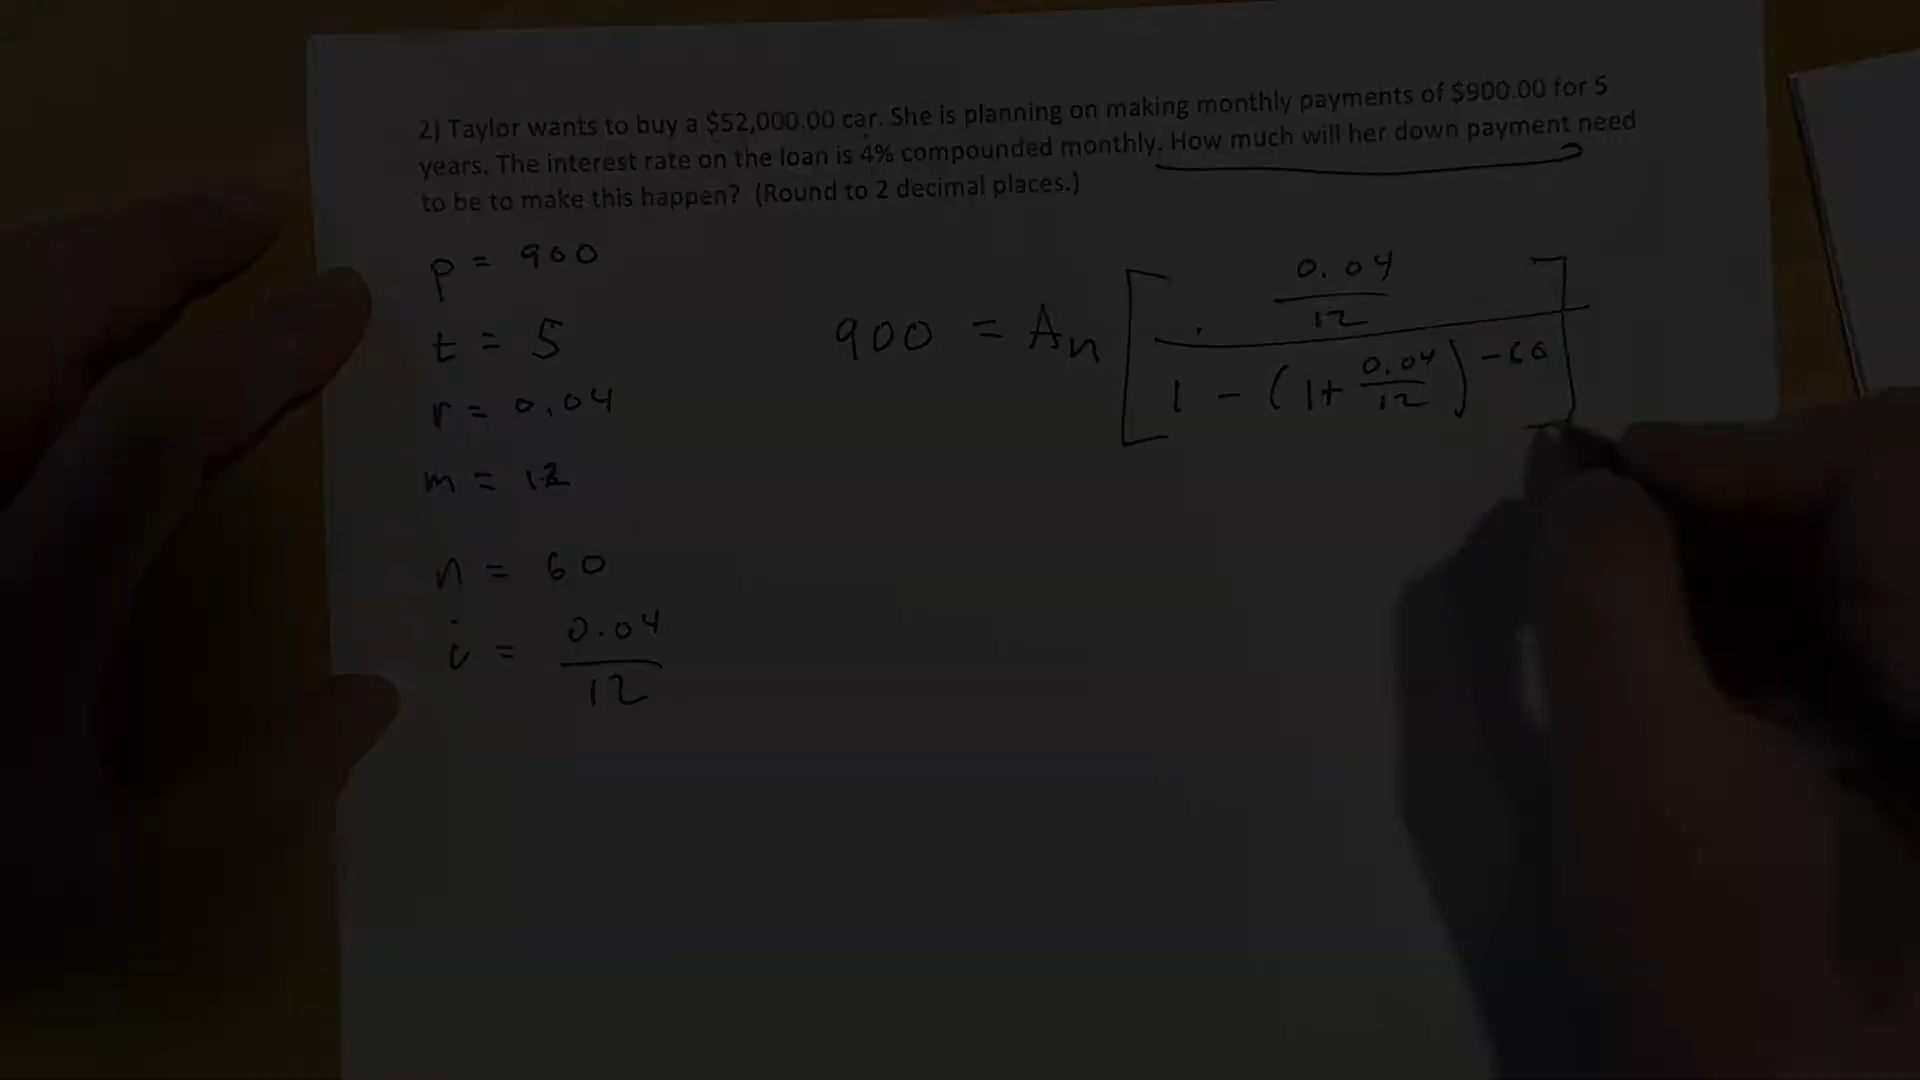 2) Taylor wants to buy a $52,000.00 car. She is planning on making monthly payments of $900.00 for 5
years. The interest rate on the loan is 4% compounded monthly. How much will her down payment need
to be to make this happen? (Round to 2 decimal places.)
p = 900
t = 5
r = 0.04
m = 12
n = 60
i = 0.04
12
900 = An [ 0.04
12
1 - (1+ 0.04
12 ) -60 ]